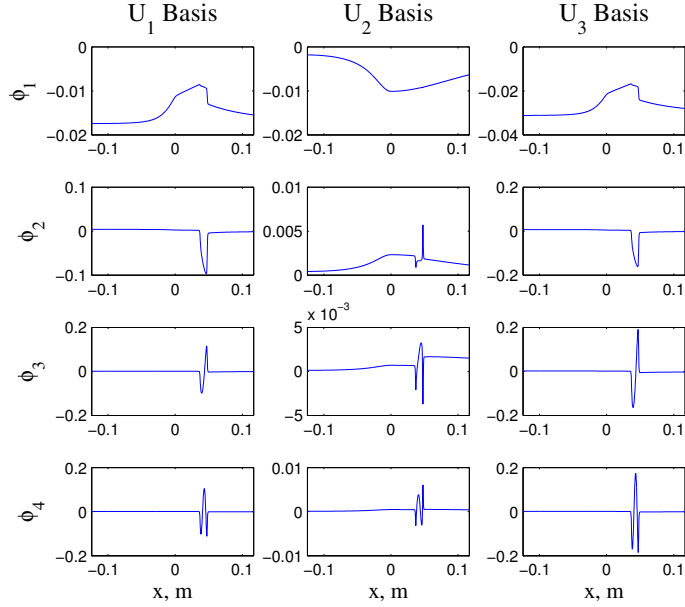 U1 Basis U2 Basis U3 Basis
0 0 0
ϕ1 −0.01 −0.01 −0.02
−0.02 −0.02 −0.04
−0.1 0 0.1 −0.1 0 0.1 −0.1 0 0.1
0.1 0.01 0.2
ϕ2 0 0.005 0
−0.1 0 −0.2
−0.1 0 0.1 −0.1 0 0.1 −0.1 0 0.1
x 10−3
0.2 5 0.2
ϕ3 0 0 0
−0.2 −5 −0.2
−0.1 0 0.1 −0.1 0 0.1 −0.1 0 0.1
0.2 0.01 0.2
ϕ4 0 0 0
−0.2 −0.01 −0.2
−0.1 0 0.1 −0.1 0 0.1 −0.1 0 0.1
x, m x, m x, m